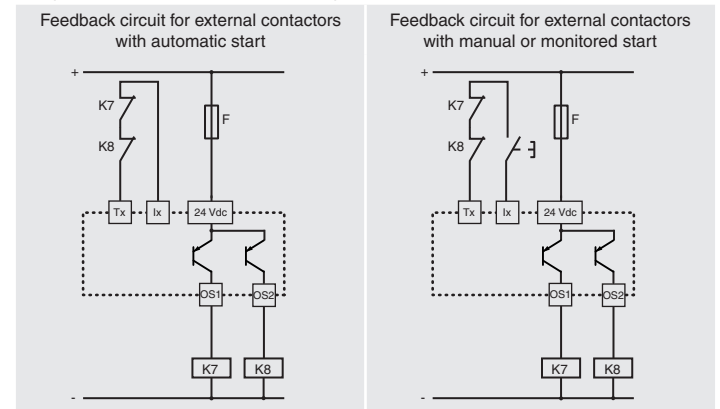 Feedback circuit for external contactors
with automatic start
+
K7
F
K8
Tx
Ix
24 Vdc
OS1
OS2
K7
K8
-
Feedback circuit for external contactors
with manual or monitored start
+
K7
F
K8
Tx
Ix
24 Vdc
OS1
OS2
K7
K8
-